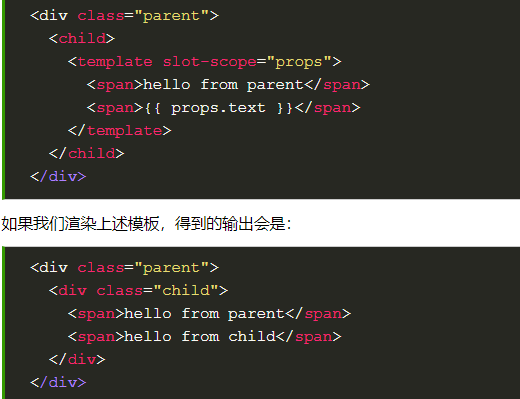 <div class="parent">
  <child>
    <template slot-scope="props">
      <span>hello from parent</span>
      <span>{{ props.text }}</span>
    </template>
  </child>
</div>
如果我们渲染上述模板，得到的输出会是：
<div class="parent">
  <div class="child">
    <span>hello from parent</span>
    <span>hello from child</span>
  </div>
</div>